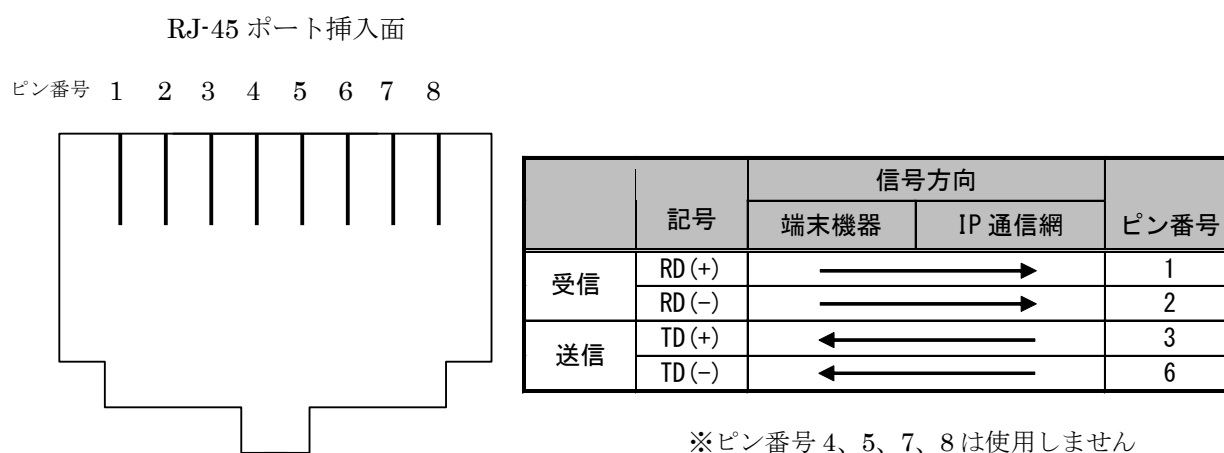 RJ-45 ポート挿入面
ピン番号 1 2 3 4 5 6 7 8
信号方向
記号 端末機器 IP 通信網 ピン番号
受信 RD(+) 1
RD(-) 2
送信 TD(+) 3
TD(-) 6
※ピン番号 4、5、7、8 は使用しません